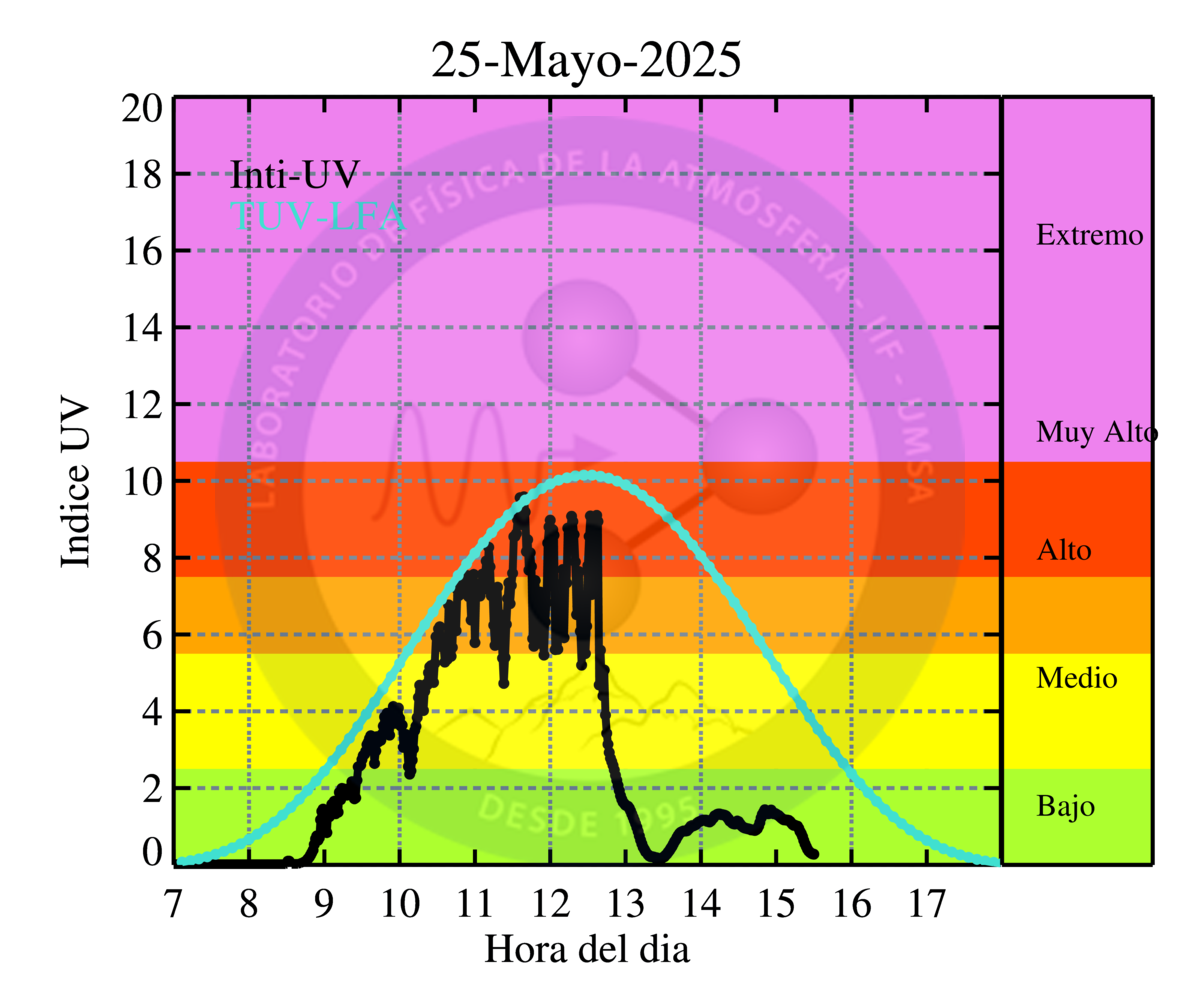 25-Mayo-2025
20
18
16
14
12
10
8
6
4
2
0
Indice UV
Inti-UV
TUV-LFA
LABORATORIO DE FÍSICA DE LA ATMÓSFERA - IIF - UMSA
DESDE 1995
Extremo
Muy Alto
Alto
Medio
Bajo
7 8 9 10 11 12 13 14 15 16 17
Hora del dia